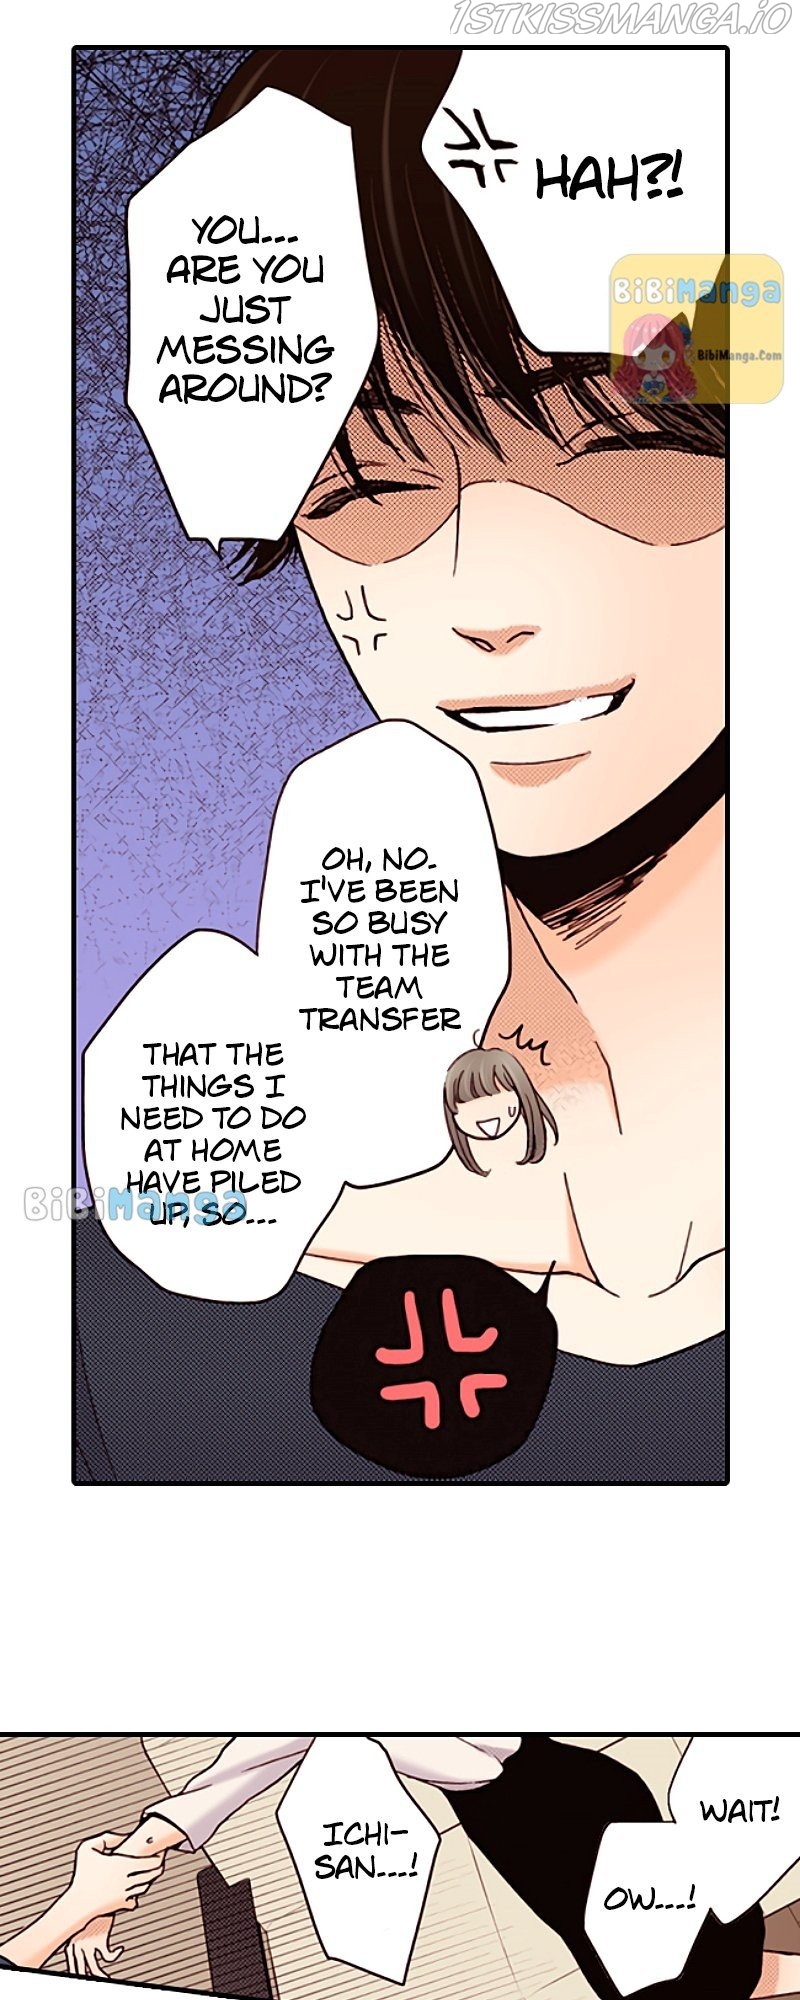 1STKISSMANGA.IO
HAH?!
YOU...
ARE YOU
JUST
MESSING
AROUND?
BiBiManga
BibiManga.Com
OH, NO.
I'VE BEEN
SO BUSY
WITH THE
TEAM
TRANSFER
THAT THE
THINGS I
NEED TO DO
AT HOME
HAVE PILED
UP, SO...
BiBiManga
ICHI-
SAN...!
WAIT!
OW...!